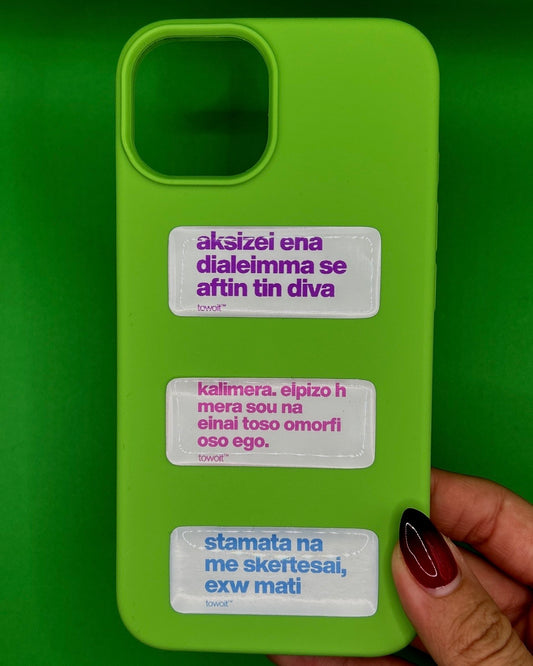 aksizei ena
dialeimma se
aftin tin diva
towoit™
kalimera. elpizo h
mera sou na
einai toso omorfi
oso ego.
towoit™
stamata na
me skeftesai,
exw mati
towoit™